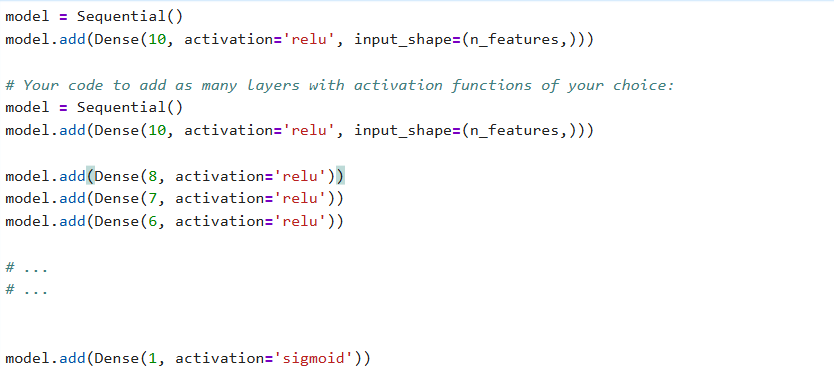 model = Sequential()
model.add(Dense(10, activation='relu', input_shape=(n_features,)))
# Your code to add as many layers with activation functions of your choice:
model = Sequential()
model.add(Dense(10, activation='relu', input_shape=(n_features,)))
model.add(Dense(8, activation='relu'))
model.add(Dense(7, activation='relu'))
model.add(Dense(6, activation='relu'))
# ...
# ...
model.add(Dense(1, activation='sigmoid'))